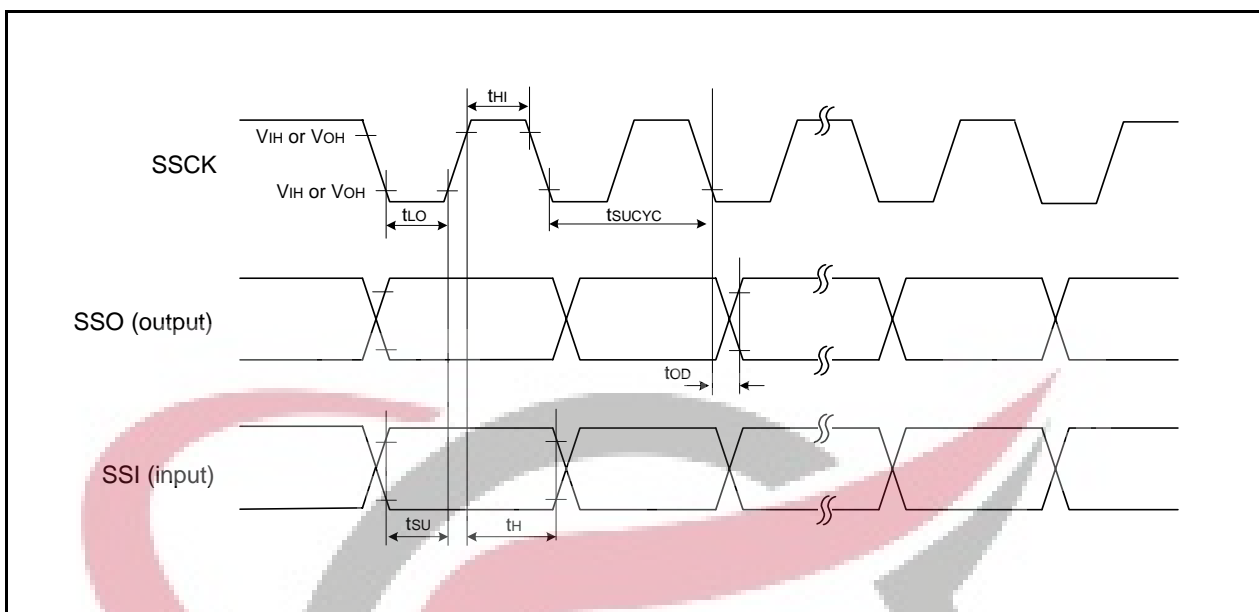 tHI
VIH or VOH
SSCK
VIH or VOH
tLO
tSUCYC
SSO (output)
tOD
SSI (input)
tSU
tH